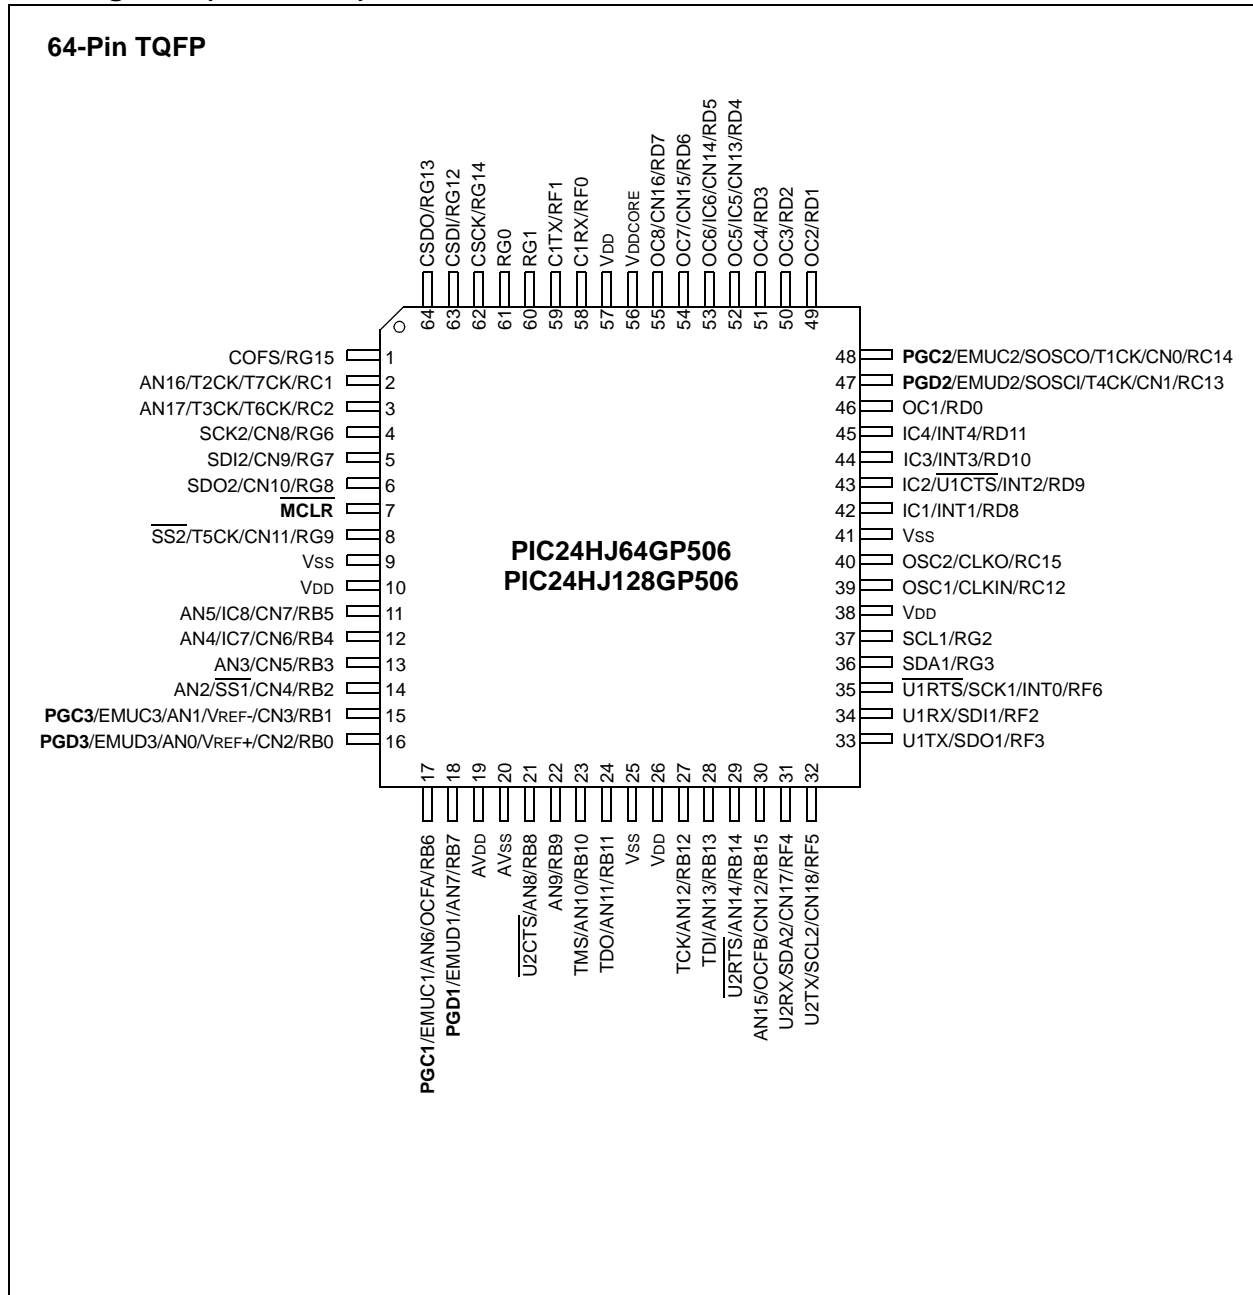 64-Pin TQFP
CSDO/RG13
CSDI/RG12
CSCK/RG14
RG0
RG1
C1TX/RF1
C1RX/RF0
VDD
VDDCORE
OC8/CN16/RD7
OC7/CN15/RD6
OC6/IC6/CN14/RD5
OC5/IC5/CN13/RD4
OC4/RD3
OC3/RD2
OC2/RD1
64 63 62 61 60 59 58 57 56 55 54 53 52 51 50 49
COFS/RG15 1
AN16/T2CK/T7CK/RC1 2
AN17/T3CK/T6CK/RC2 3
SCK2/CN8/RG6 4
SDI2/CN9/RG7 5
SDO2/CN10/RG8 6
MCLR 7
SS2/T5CK/CN11/RG9 8
VSS 9
VDD 10
AN5/IC8/CN7/RB5 11
AN4/IC7/CN6/RB4 12
AN3/CN5/RB3 13
AN2/SS1/CN4/RB2 14
PGC3/EMUC3/AN1/VREF-/CN3/RB1 15
PGD3/EMUD3/AN0/VREF+/CN2/RB0 16
PIC24HJ64GP506
PIC24HJ128GP506
48 PGC2/EMUC2/SOSCO/T1CK/CN0/RC14
47 PGD2/EMUD2/SOSCI/T4CK/CN1/RC13
46 OC1/RD0
45 IC4/INT4/RD11
44 IC3/INT3/RD10
43 IC2/U1CTS/INT2/RD9
42 IC1/INT1/RD8
41 VSS
40 OSC2/CLKO/RC15
39 OSC1/CLKIN/RC12
38 VDD
37 SCL1/RG2
36 SDA1/RG3
35 U1RTS/SCK1/INT0/RF6
34 U1RX/SDI1/RF2
33 U1TX/SDO1/RF3
17 18 19 20 21 22 23 24 25 26 27 28 29 30 31 32
PGC1/EMUC1/AN6/OCFA/RB6
PGD1/EMUD1/AN7/RB7
AVDD
AVSS
U2CTS/AN8/RB8
AN9/RB9
TMS/AN10/RB10
TDO/AN11/RB11
VSS
VDD
TCK/AN12/RB12
TDI/AN13/RB13
U2RTS/AN14/RB14
AN15/OCFB/CN12/RB15
U2RX/SDA2/CN17/RF4
U2TX/SCL2/CN18/RF5